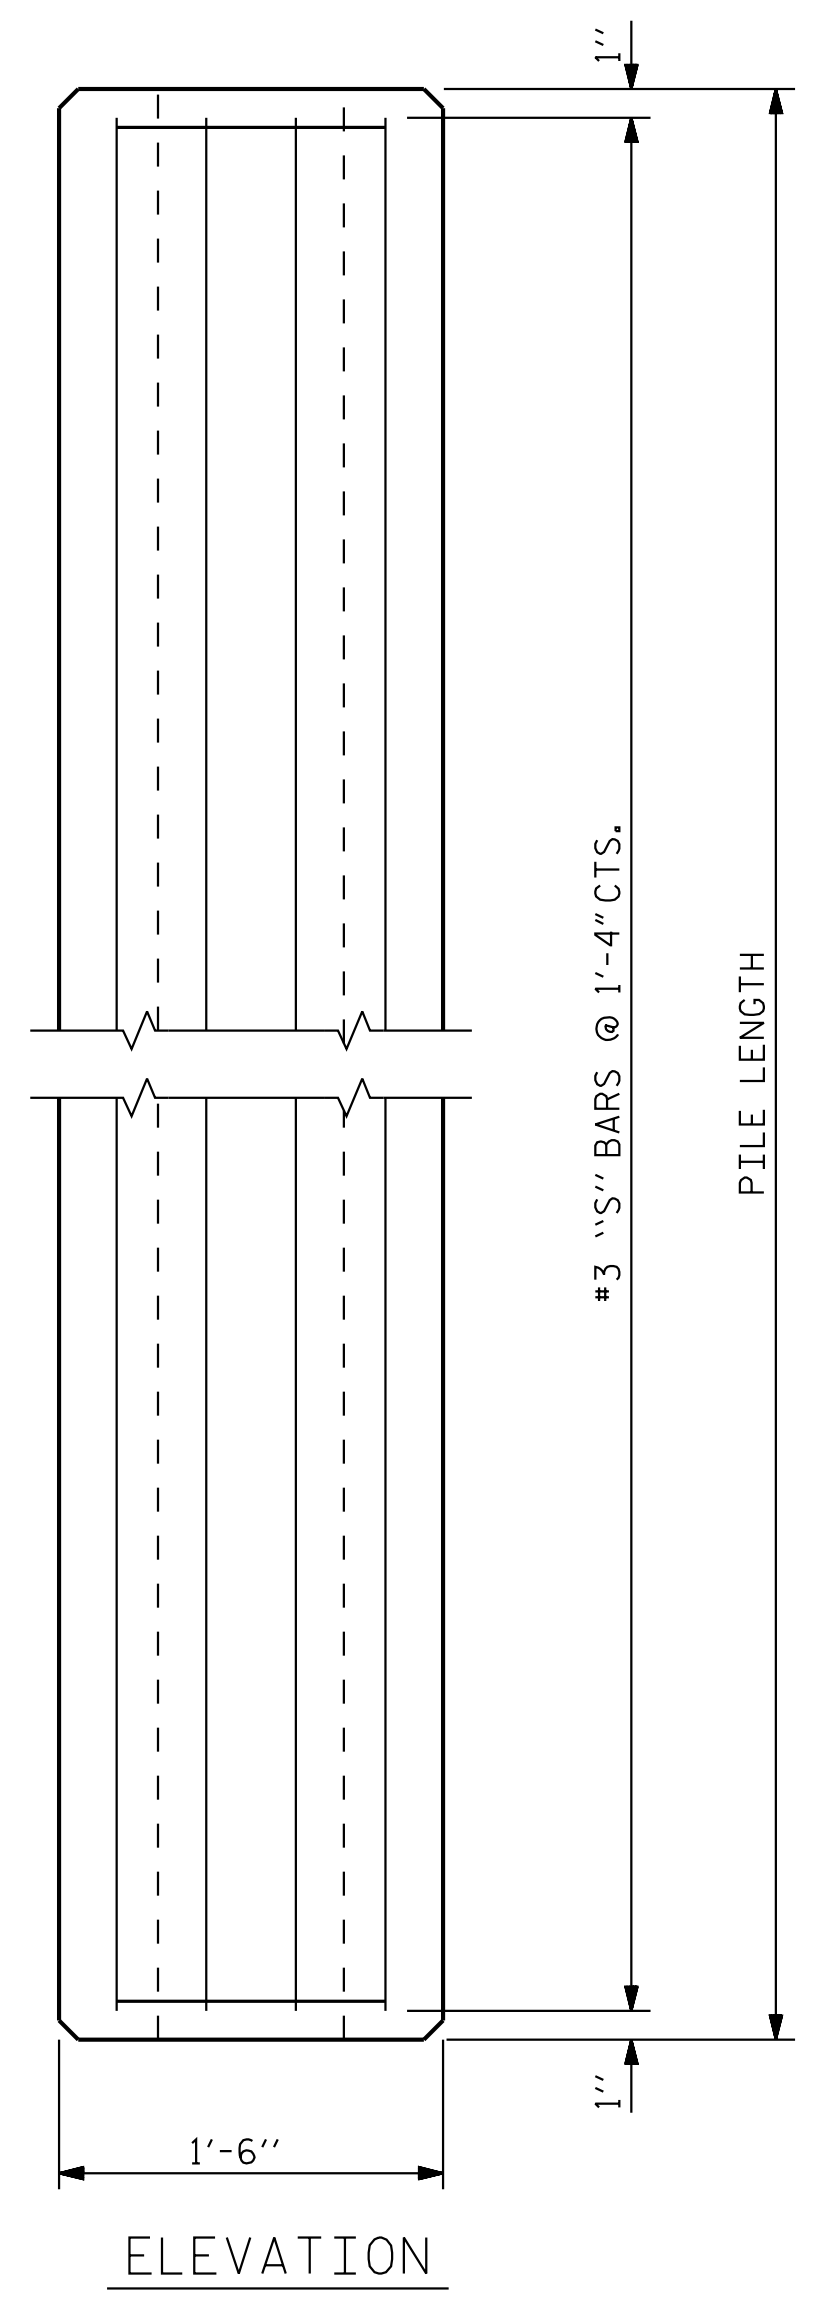 1''
#3 ‘‘S’’ BARS @ 1'-4"CTS.
PILE LENGTH
1''
1'-6''
ELEVATION